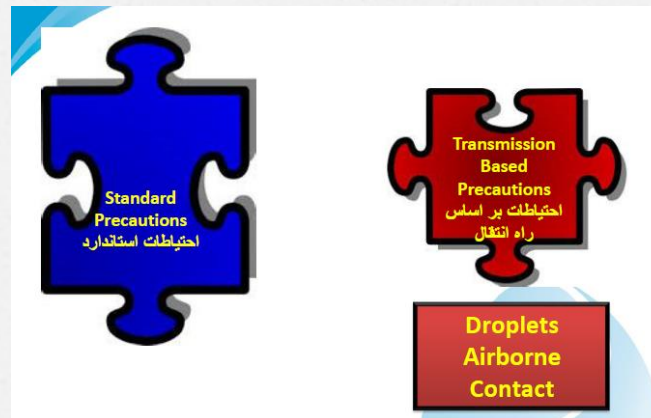 Standard
Precautions
احتیاطات استاندارد
Transmission
Based
Precautions
احتیاطات بر اساس
راه انتقال
Droplets
Airborne
Contact